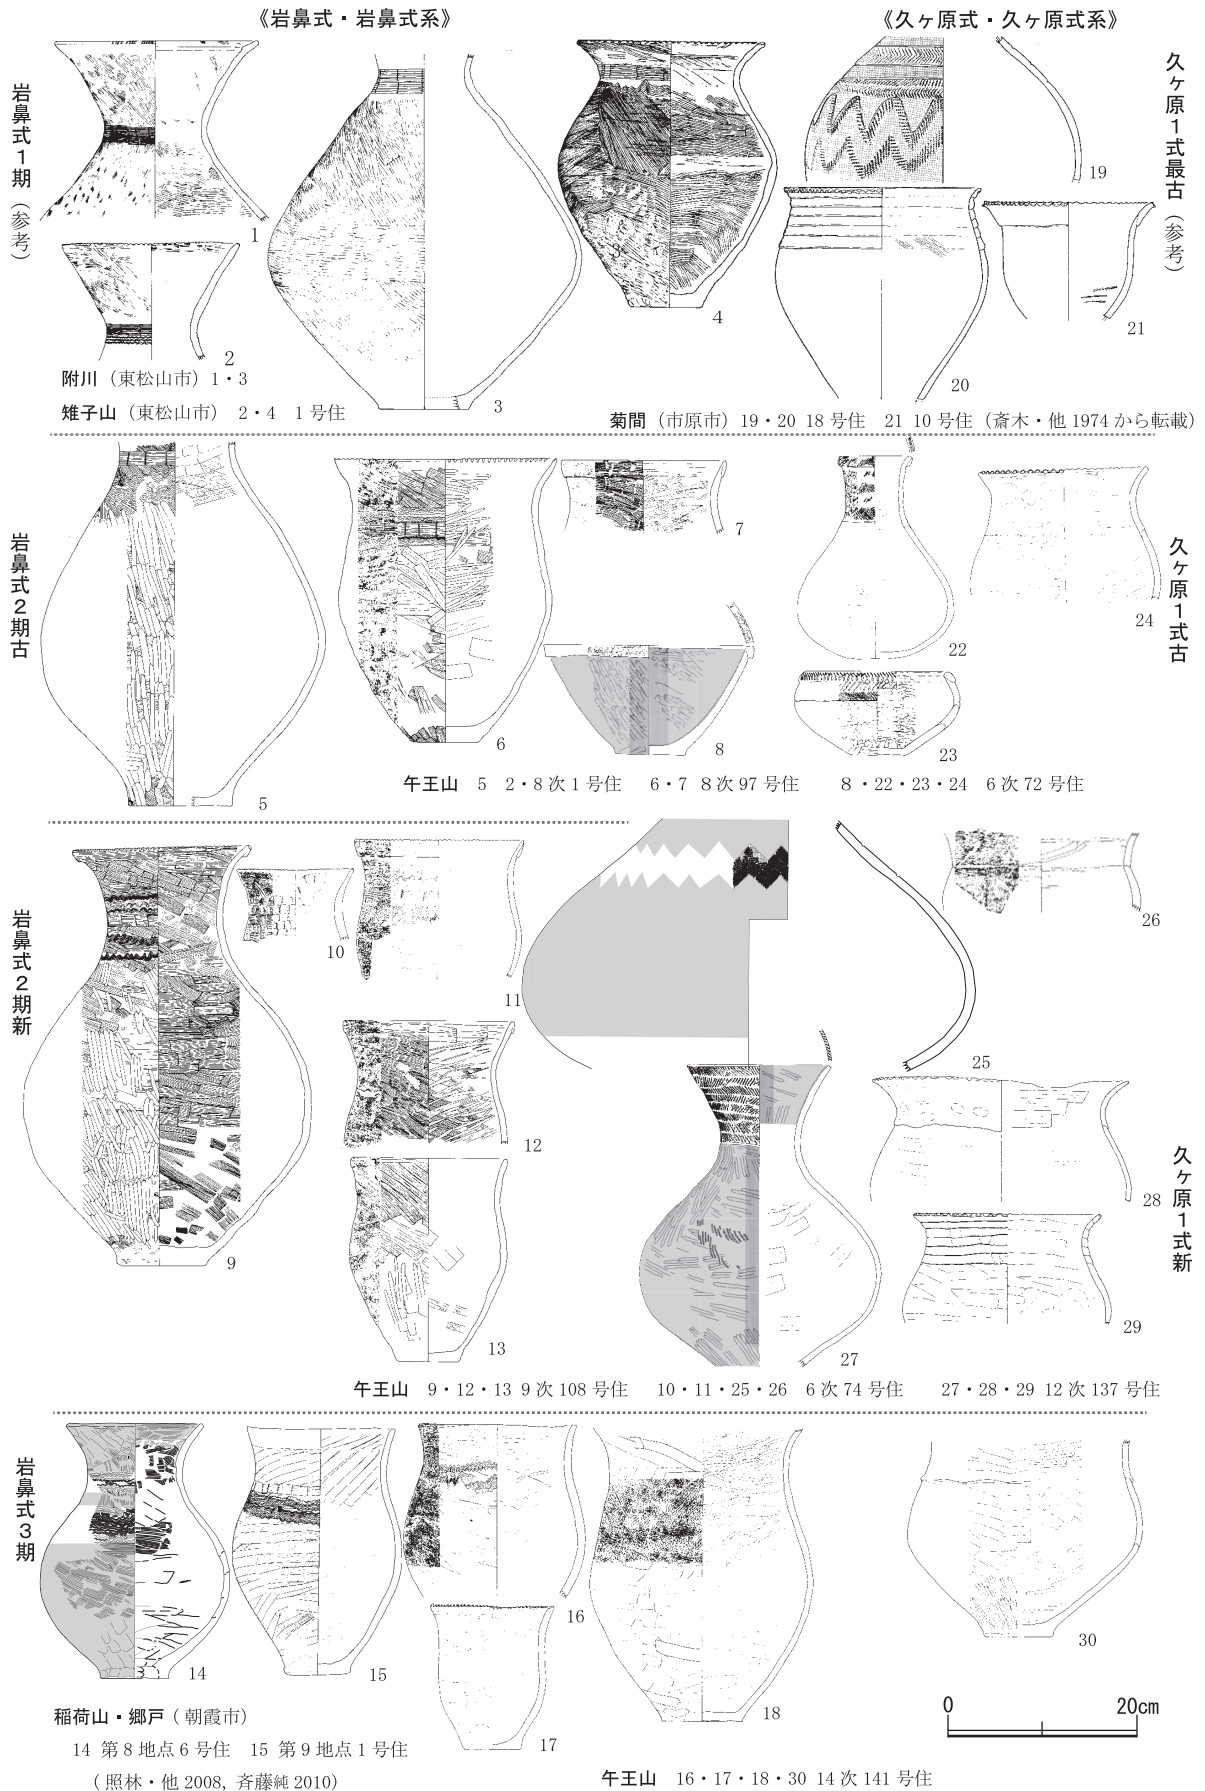 《岩鼻式・岩鼻式系》
《久ヶ原式・久ヶ原式系》
岩鼻式1期（参考）
久ヶ原1式最古（参考）
1
2
3
4
19
20
21
附川（東松山市）1・3
雉子山（東松山市） 2・4 1号住
菊間（市原市）19・20 18号住 21 10号住（斎木・他1974から転載）
岩鼻式2期古
久ヶ原1式古
5
6
7
8
22
23
24
午王山 5 2・8次1号住 6・7 8次97号住 8・22・23・24 6次72号住
岩鼻式2期新
久ヶ原1式新
9
10
11
12
13
25
26
27
28
29
午王山 9・12・13 9次108号住 10・11・25・26 6次74号住 27・28・29 12次137号住
岩鼻式3期
14
15
16
17
18
30
稲荷山・郷戸（朝霞市）
14 第8地点6号住 15 第9地点1号住
（照林・他2008, 斉藤純2010）
0 20cm
午王山 16・17・18・30 14次141号住